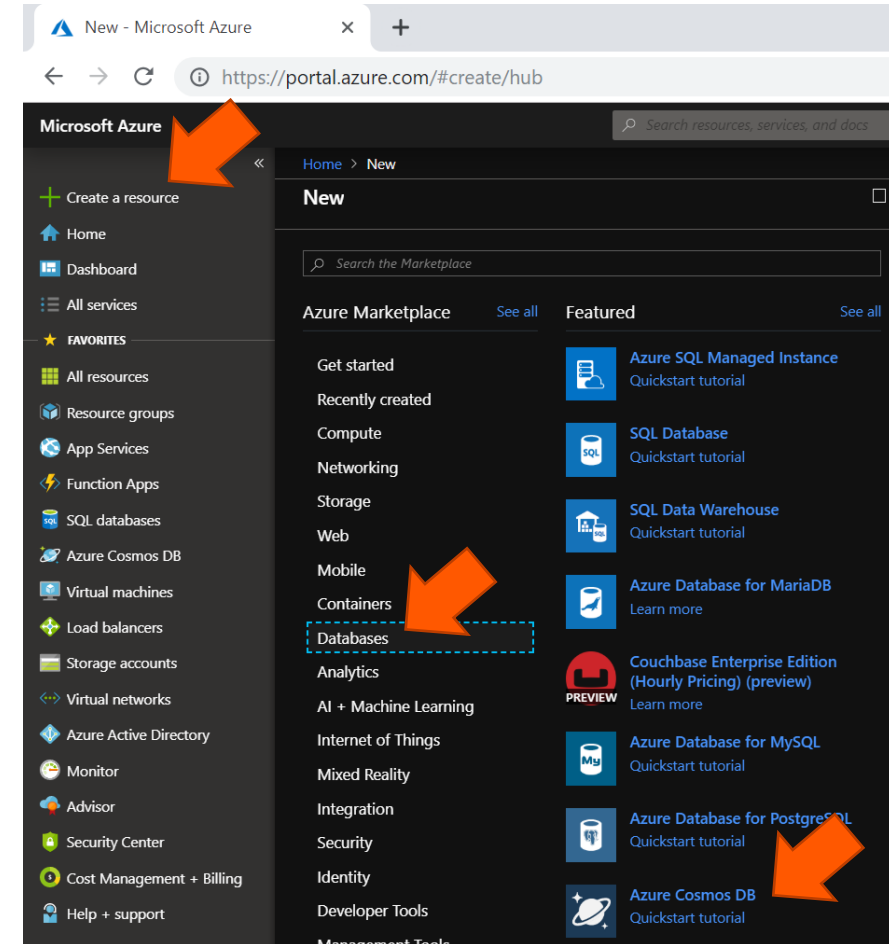 New - Microsoft Azure
https://portal.azure.com/#create/hub
Microsoft Azure
Search resources, services, and docs
«
Create a resource
Home
Dashboard
All services
FAVORITES
All resources
Resource groups
App Services
Function Apps
SQL databases
Azure Cosmos DB
Virtual machines
Load balancers
Storage accounts
Virtual networks
Azure Active Directory
Monitor
Advisor
Security Center
Cost Management + Billing
Help + support
Home > New
New
Search the Marketplace
Azure Marketplace See all
Get started
Recently created
Compute
Networking
Storage
Web
Mobile
Containers
Databases
Analytics
AI + Machine Learning
Internet of Things
Mixed Reality
Integration
Security
Identity
Developer Tools
Management Tools
Featured See all
Azure SQL Managed Instance
Quickstart tutorial
SQL
SQL Database
Quickstart tutorial
SQL Data Warehouse
Quickstart tutorial
Azure Database for MariaDB
Learn more
PREVIEW
Couchbase Enterprise Edition
(Hourly Pricing) (preview)
Learn more
My
Azure Database for MySQL
Quickstart tutorial
Azure Database for PostgreSQL
Quickstart tutorial
Azure Cosmos DB
Quickstart tutorial